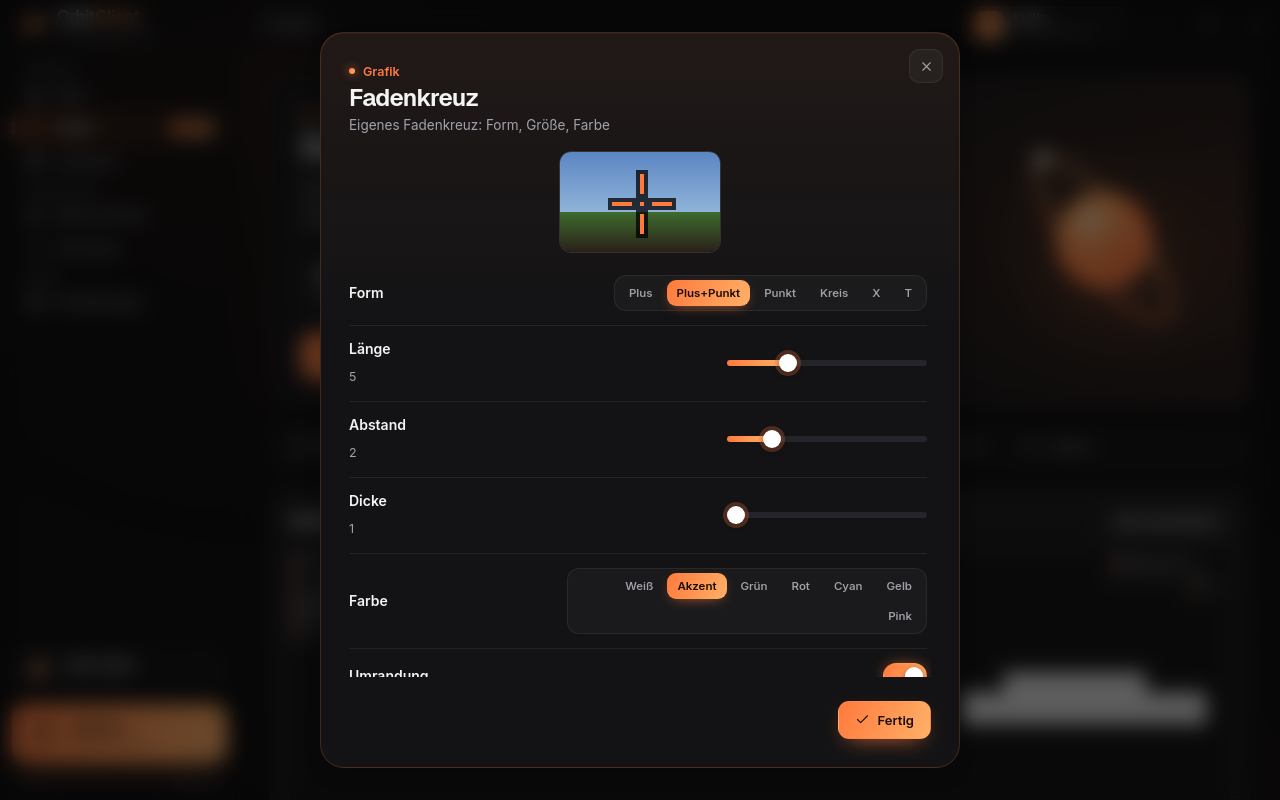 Grafik
Fadenkreuz
Eigenes Fadenkreuz: Form, Größe, Farbe
Form
Plus Plus+Punkt Punkt Kreis X T
Länge
5
Abstand
2
Dicke
1
Farbe
Weiß Akzent Grün Rot Cyan Gelb
Pink
Umrandung
Fertig